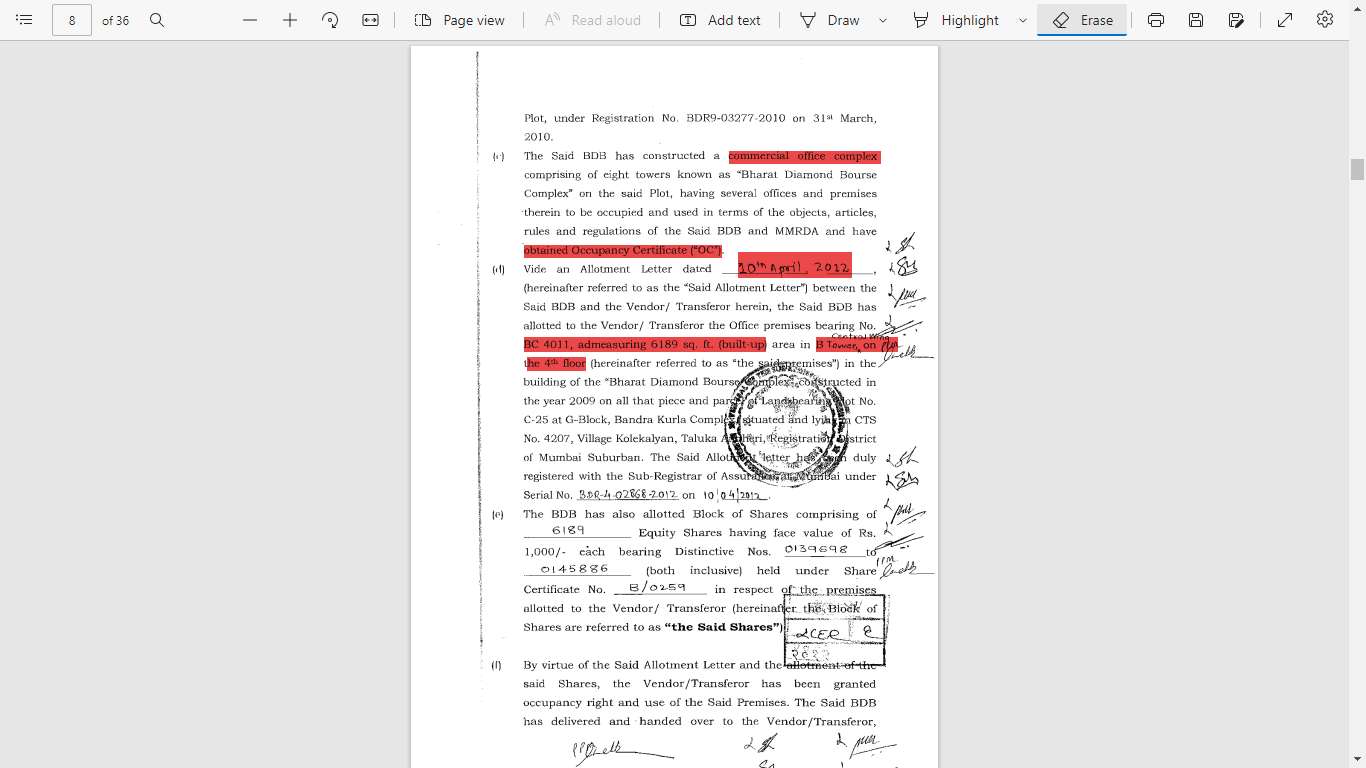 8 of 36 Page view Read aloud Add text Draw Highlight Erase
Plot, under Registration No. BDR9-03277-2010 on 31st March,
2010.
(c) The Said BDB has constructed a commercial office complex
comprising of eight towers known as “Bharat Diamond Bourse
Complex” on the said Plot, having several offices and premises
therein to be occupied and used in terms of the objects, articles,
rules and regulations of the Said BDB and MMRDA and have
obtained Occupancy Certificate (“OC”).
(d) Vide an Allotment Letter dated 10th April, 2012,
(hereinafter referred to as the “Said Allotment Letter”) between the
Said BDB and the Vendor/ Transferor herein, the Said BDB has
allotted to the Vendor/ Transferor the Office premises bearing No.
Central Wing
BC 4011, admeasuring 6189 sq. ft. (built-up) area in B Tower, on
the 4th floor (hereinafter referred to as “the said premises”) in the
building of the “Bharat Diamond Bourse Complex” constructed in
the year 2009 on all that piece and parcel of Land bearing Plot No.
C-25 at G-Block, Bandra Kurla Complex, situated and lying in CTS
No. 4207, Village Kolekalyan, Taluka Andheri, Registration District
of Mumbai Suburban. The Said Allotment letter has been duly
registered with the Sub-Registrar of Assurance at Mumbai under
Serial No. BDR-4-02868-2012 on 10/04/2012.
(e) The BDB has also allotted Block of Shares comprising of
6189 Equity Shares having face value of Rs.
1,000/- each bearing Distinctive Nos. 0139698 to
0145886 (both inclusive) held under Share
Certificate No. B/0259 in respect of the premises
allotted to the Vendor/ Transferor (hereinafter the Block of
Shares are referred to as “the Said Shares”)
(f) By virtue of the Said Allotment Letter and the allotment of the
said Shares, the Vendor/Transferor has been granted
occupancy right and use of the Said Premises. The Said BDB
has delivered and handed over to the Vendor/Transferor,